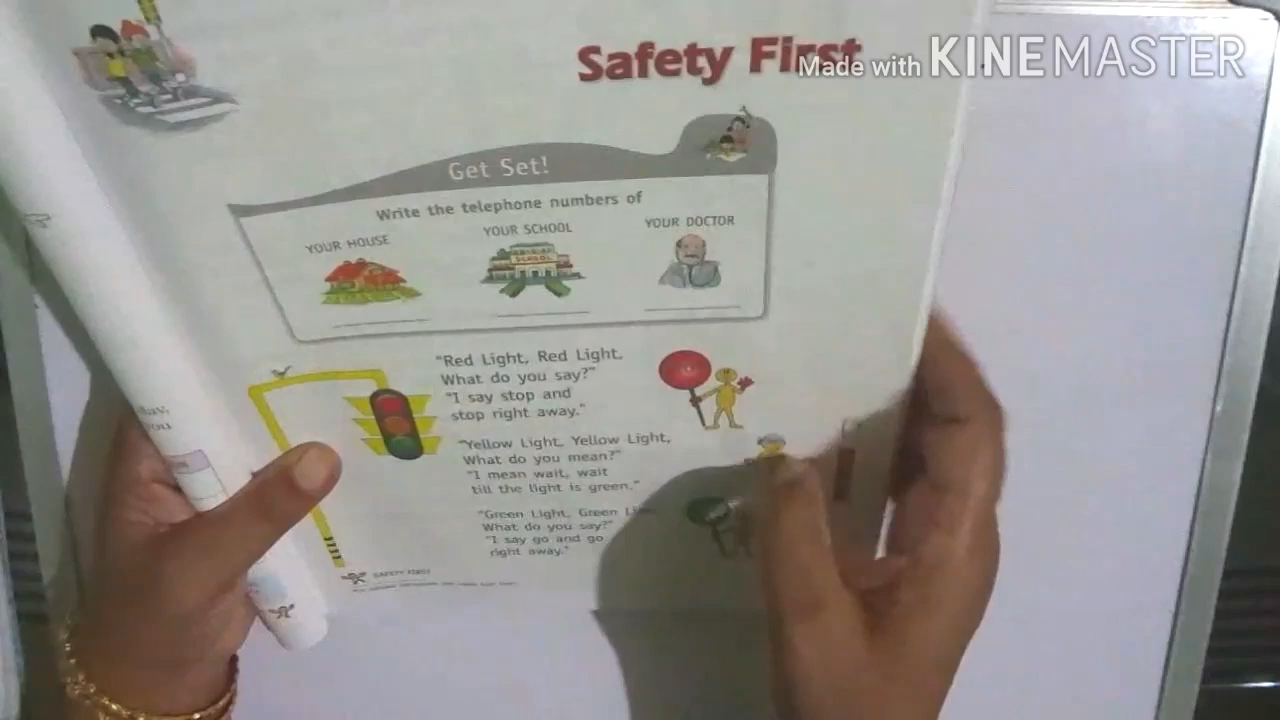 Safety First
Made with KINEMASTER
Get Set!
Write the telephone numbers of
YOUR HOUSE
YOUR SCHOOL
YOUR DOCTOR
SCHOOL
"Red Light, Red Light,
What do you say?"
"I say stop and
stop right away."
"Yellow Light, Yellow Light,
What do you mean?"
"I mean wait, wait
till the light is green."
"Green Light, Green
What do you say?"
"I say go and go
right away."
SAFETY FIRST